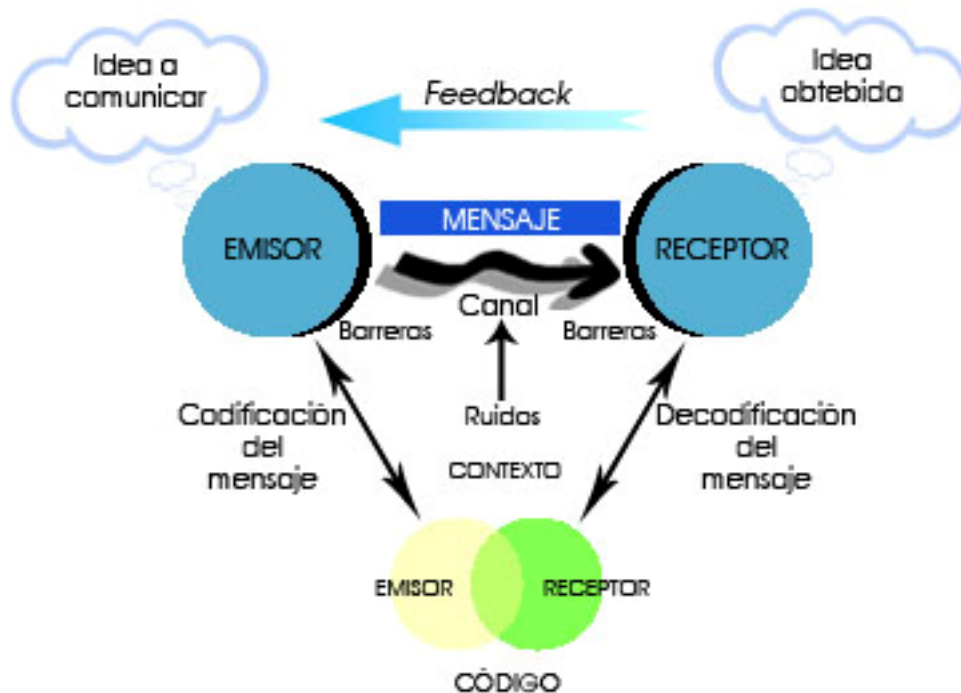 Idea a
comunicar
Idea
obtebida
Feedback
MENSAJE
EMISOR
RECEPTOR
Canal
Barreras
Barreras
Ruidos
Codificación
del
mensaje
Decodificación
del
mensaje
CONTEXTO
EMISOR
RECEPTOR
CÓDIGO